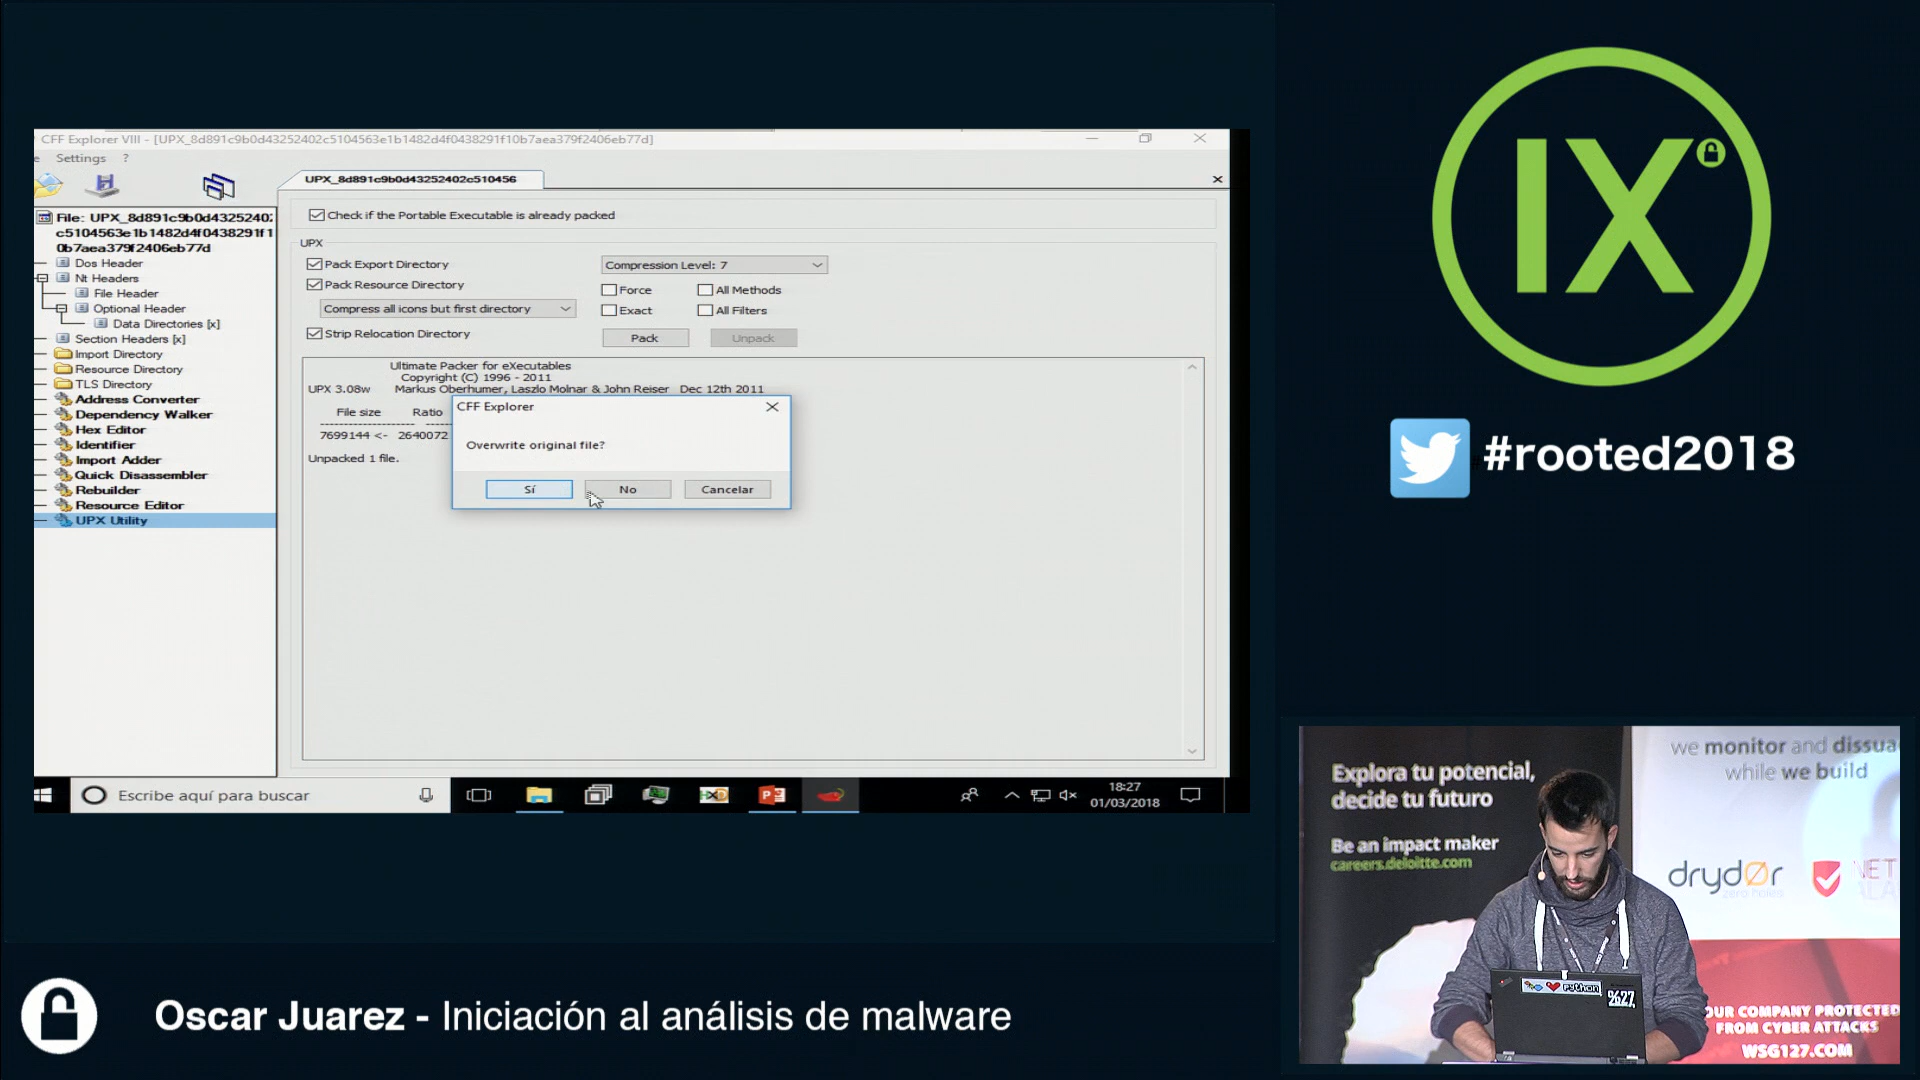 CFF Explorer VIII - [UPX_8d891c9b0d43252402c5104563e1b1482d4f0438291f10b7aea379f2406eb77d]
Settings ?
UPX_8d891c9b0d43252402c510456
File: UPX_8d891c9b0d4325240:
c5104563e1b1482d4f0438291f1
0b7aea379f2406eb77d
Dos Header
Nt Headers
File Header
Optional Header
Data Directories [x]
Section Headers [x]
Import Directory
Resource Directory
TLS Directory
Address Converter
Dependency Walker
Hex Editor
Identifier
Import Adder
Quick Disassembler
Rebuilder
Resource Editor
UPX Utility
Check if the Portable Executable is already packed
UPX
Pack Export Directory
Compression Level: 7
Pack Resource Directory
Force
All Methods
Compress all icons but first directory
Exact
All Filters
Strip Relocation Directory
Pack
Unpack
Ultimate Packer for eXecutables
Copyright (C) 1996 - 2011
UPX 3.08w Markus Oberhumer, Laszlo Molnar & John Reiser Dec 12th 2011
File size Ratio
7699144 <- 2640072
Unpacked 1 file.
CFF Explorer
Overwrite original file?
Sí
No
Cancelar
Escribe aquí para buscar
18:27
01/03/2018
IX
#rooted2018
Explora tu potencial,
decide tu futuro
Be an impact maker
careers.deloitte.com
we monitor and dissua
while we build
drydør
zero holes
Python
2627
OUR COMPANY PROTECTED
FROM CYBER ATTACKS
WSG127.COM
Oscar Juarez - Iniciación al análisis de malware